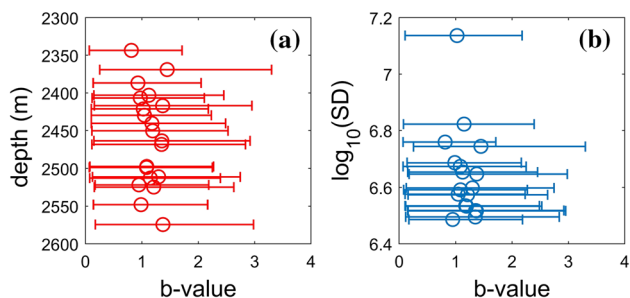 2300
2350
2400
2450
2500
2550
2600
depth (m)
(a)
0 1 2 3 4
b-value
7.2
7
6.8
6.6
6.4
log₁₀(SD)
(b)
0 1 2 3 4
b-value